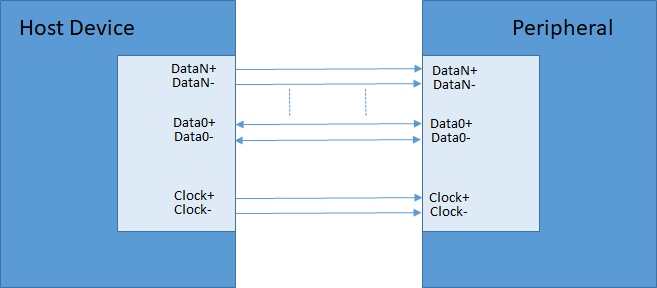 Host Device
Peripheral
DataN+
DataN-
DataN+
DataN-
Data0+
Data0-
Data0+
Data0-
Clock+
Clock-
Clock+
Clock-